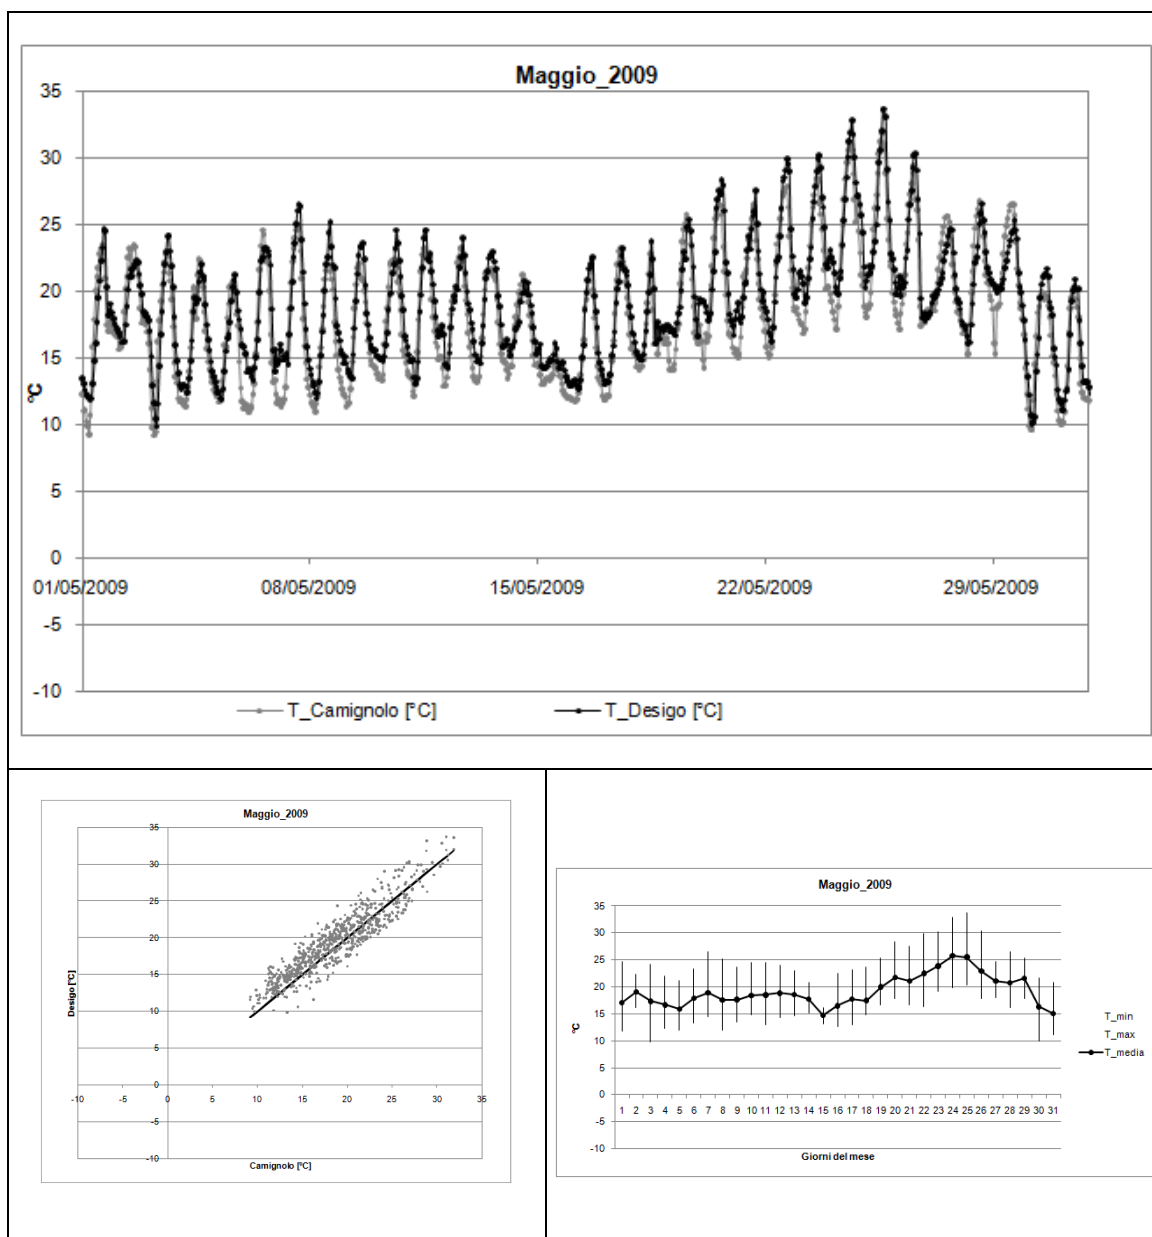 Maggio_2009
35
30
25
20
15
10
5
0
-5
-10
°C
01/05/2009 08/05/2009 15/05/2009 22/05/2009 29/05/2009
T_Camignolo [°C] T_Desigo [°C]
Maggio_2009
35
30
25
20
15
10
5
0
-5
-10
Desigo [°C]
-10 -5 0 5 10 15 20 25 30 35
Camignolo [°C]
Maggio_2009
35
30
25
20
15
10
5
0
-5
-10
°C
1 2 3 4 5 6 7 8 9 10 11 12 13 14 15 16 17 18 19 20 21 22 23 24 25 26 27 28 29 30 31
Giorni del mese
T_min
T_max
T_media